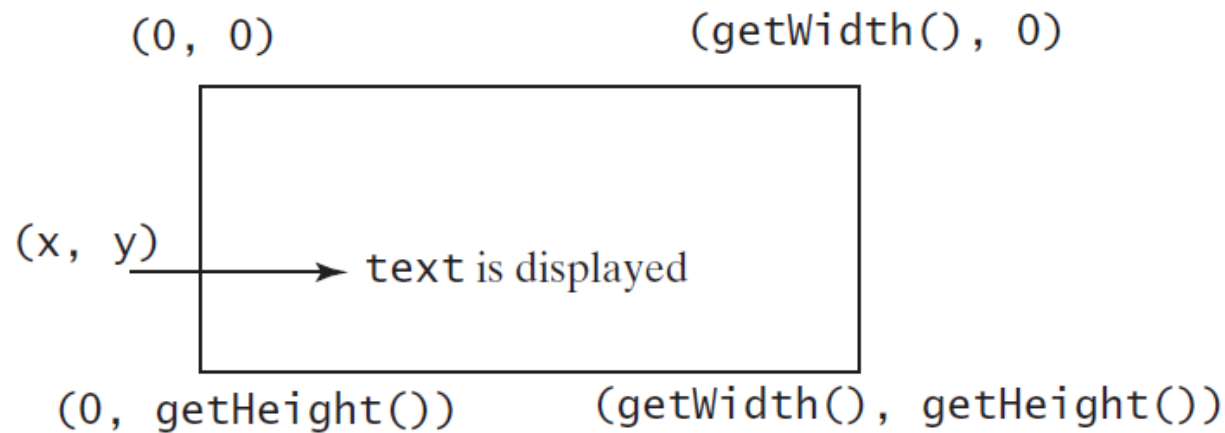 (0, 0) (getWidth(), 0)
(x, y)
text is displayed
(0, getHeight()) (getWidth(), getHeight())